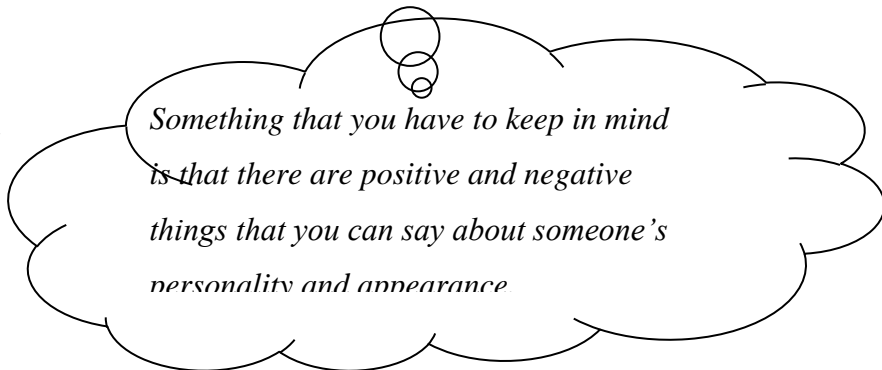 Something that you have to keep in mind
is that there are positive and negative
things that you can say about someone’s
personality and appearance.